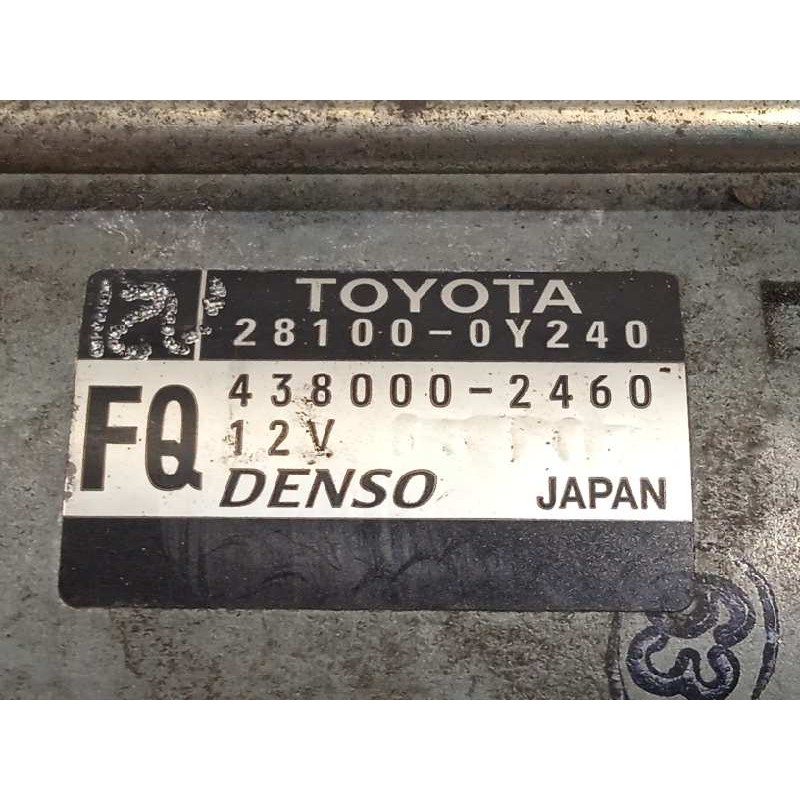 TOYOTA
28100-0Y240
FQ
438000-2460
12V
DENSO JAPAN